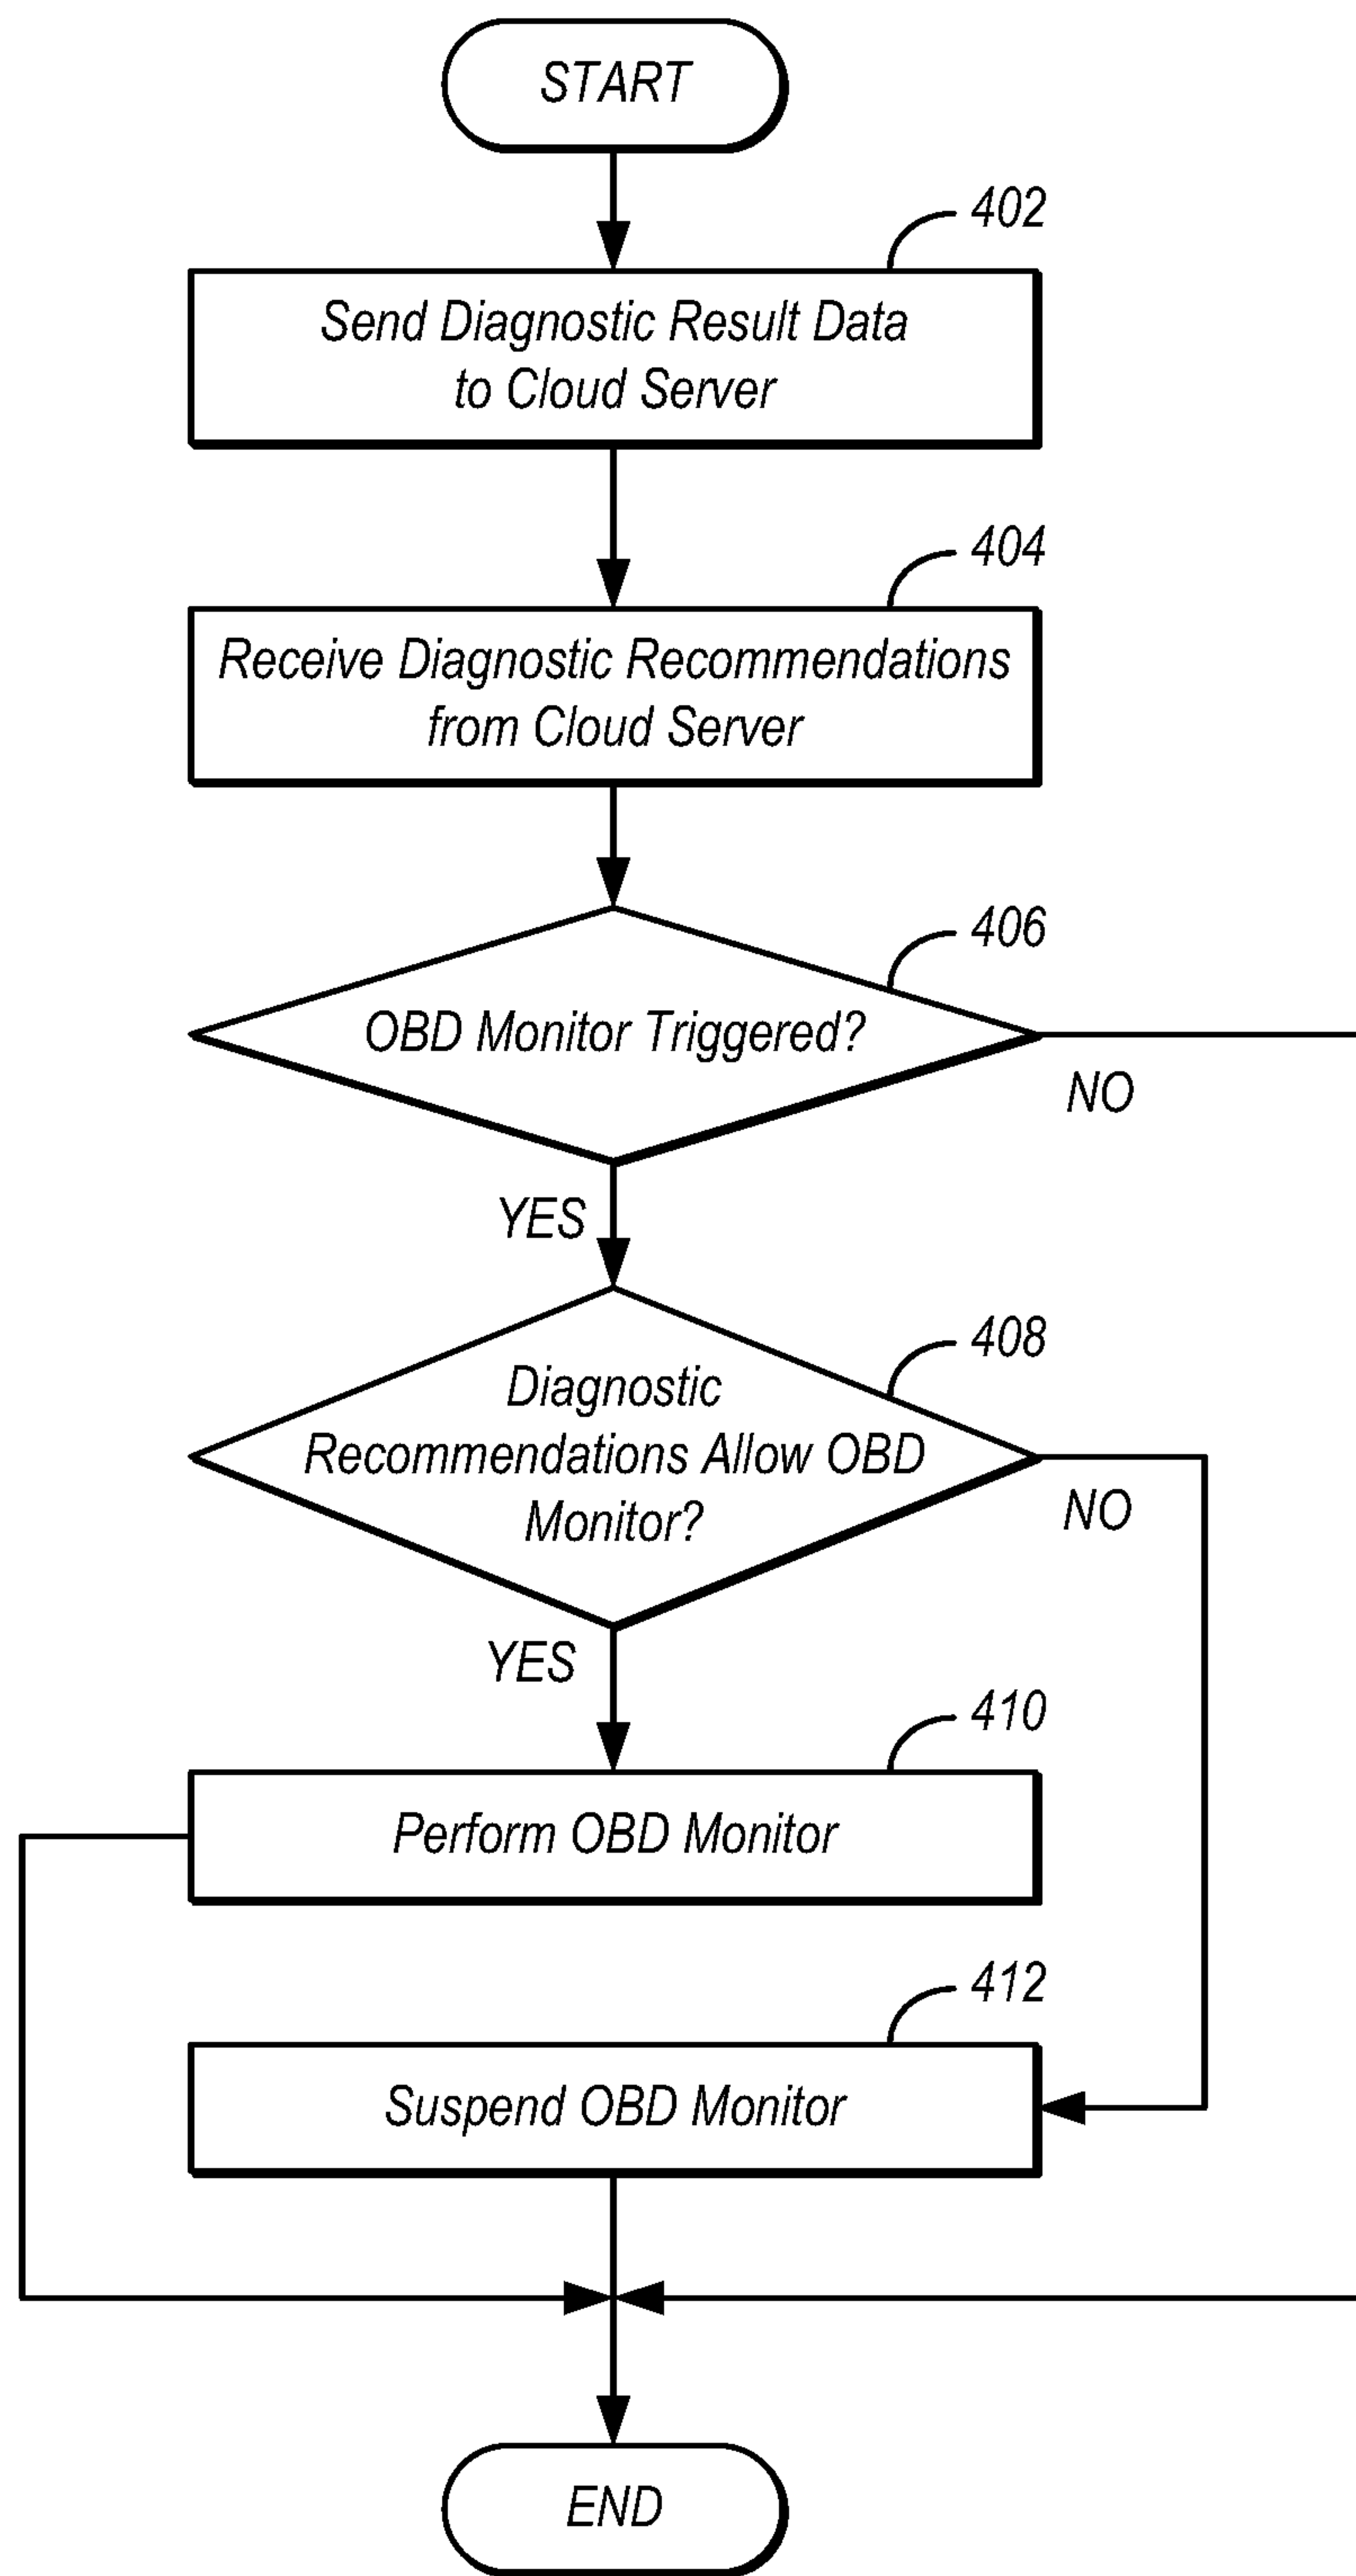 START
402
Send Diagnostic Result Data
to Cloud Server
404
Receive Diagnostic Recommendations
from Cloud Server
406
OBD Monitor Triggered?
NO
YES
408
Diagnostic
Recommendations Allow OBD
Monitor?
NO
YES
410
Perform OBD Monitor
412
Suspend OBD Monitor
END